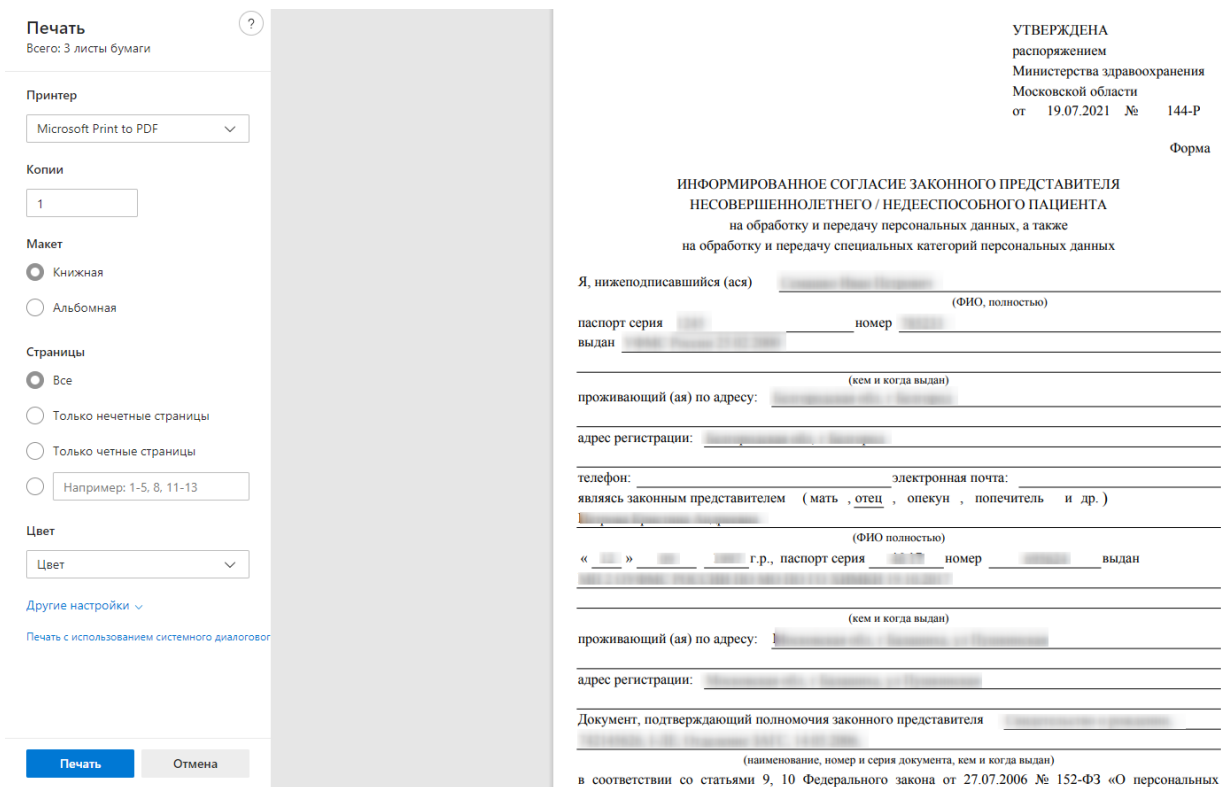 Печать
?
Всего: 3 листы бумаги
Принтер
Microsoft Print to PDF
Копии
1
Макет
Книжная
Альбомная
Страницы
Все
Только нечетные страницы
Только четные страницы
Например: 1-5, 8, 11-13
Цвет
Цвет
Другие настройки
Печать с использованием системного диалоговог
Печать Отмена
УТВЕРЖДЕНА
распоряжением
Министерства здравоохранения
Московской области
от 19.07.2021 № 144-Р
Форма
ИНФОРМИРОВАННОЕ СОГЛАСИЕ ЗАКОННОГО ПРЕДСТАВИТЕЛЯ
НЕСОВЕРШЕННОЛЕТНЕГО / НЕДЕЕСПОСОБНОГО ПАЦИЕНТА
на обработку и передачу персональных данных, а также
на обработку и передачу специальных категорий персональных данных
Я, нижеподписавшийся (ася)
(ФИО, полностью)
паспорт серия номер
выдан
(кем и когда выдан)
проживающий (ая) по адресу:
адрес регистрации:
телефон: электронная почта:
являясь законным представителем (мать , отец , опекун , попечитель и др. )
(ФИО полностью)
« » г.р., паспорт серия номер выдан
(кем и когда выдан)
проживающий (ая) по адресу:
адрес регистрации:
Документ, подтверждающий полномочия законного представителя
(наименование, номер и серия документа, кем и когда выдан)
в соответствии со статьями 9, 10 Федерального закона от 27.07.2006 № 152-ФЗ «О персональных